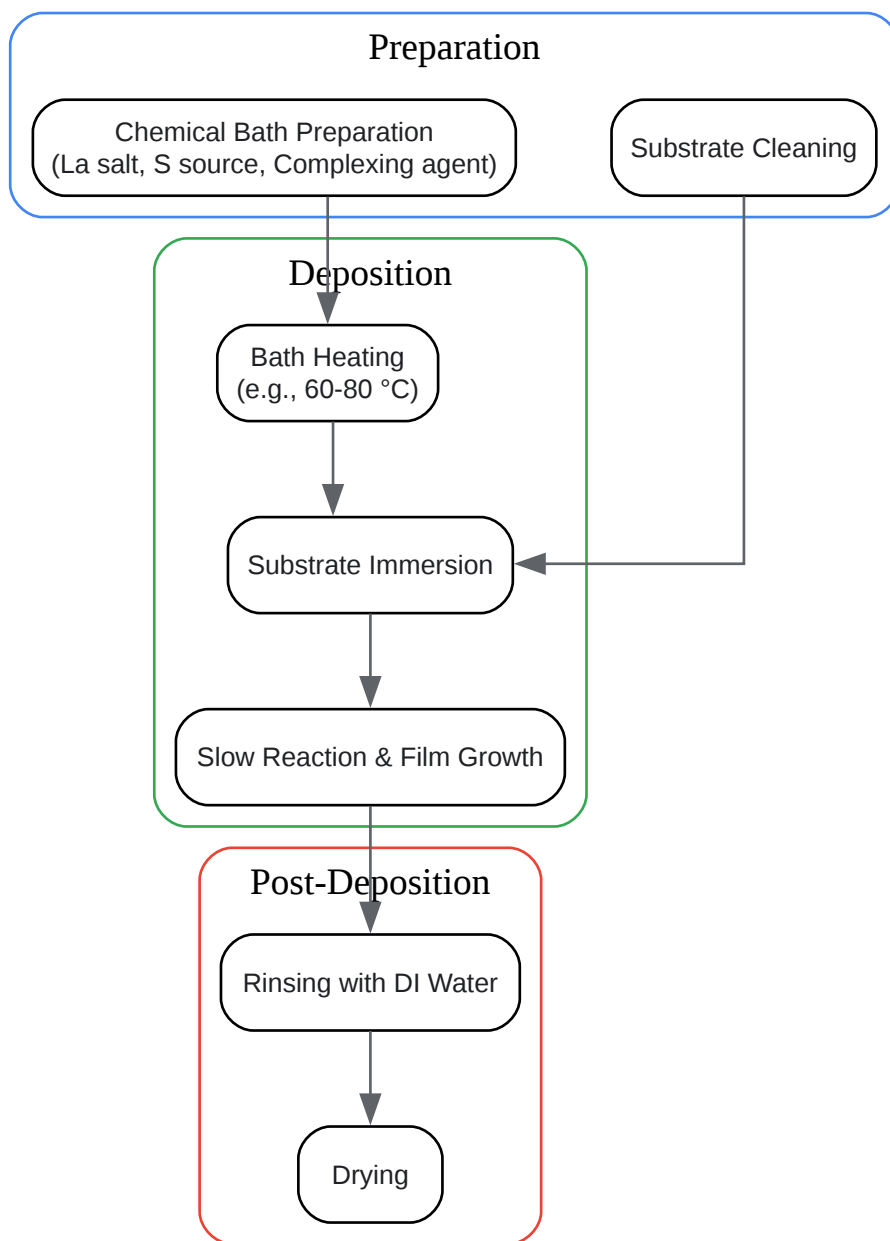 Preparation
Chemical Bath Preparation
(La salt, S source, Complexing agent)
Substrate Cleaning
Deposition
Bath Heating
(e.g., 60-80 °C)
Substrate Immersion
Slow Reaction & Film Growth
Post-Deposition
Rinsing with DI Water
Drying